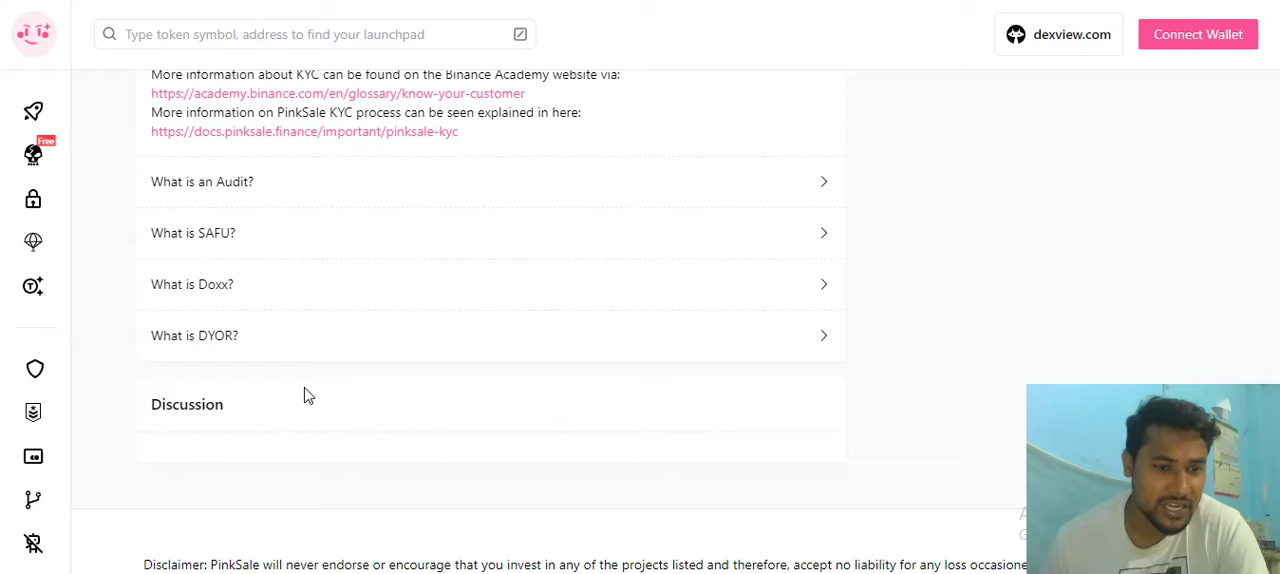 Type token symbol, address to find your launchpad
dexview.com
Connect Wallet
More information about KYC can be found on the Binance Academy website via:
https://academy.binance.com/en/glossary/know-your-customer
More information on PinkSale KYC process can be seen explained in here:
https://docs.pinksale.finance/important/pinksale-kyc
Free
What is an Audit?
What is SAFU?
What is Doxx?
What is DYOR?
Discussion
Disclaimer: PinkSale will never endorse or encourage that you invest in any of the projects listed and therefore, accept no liability for any loss occasione